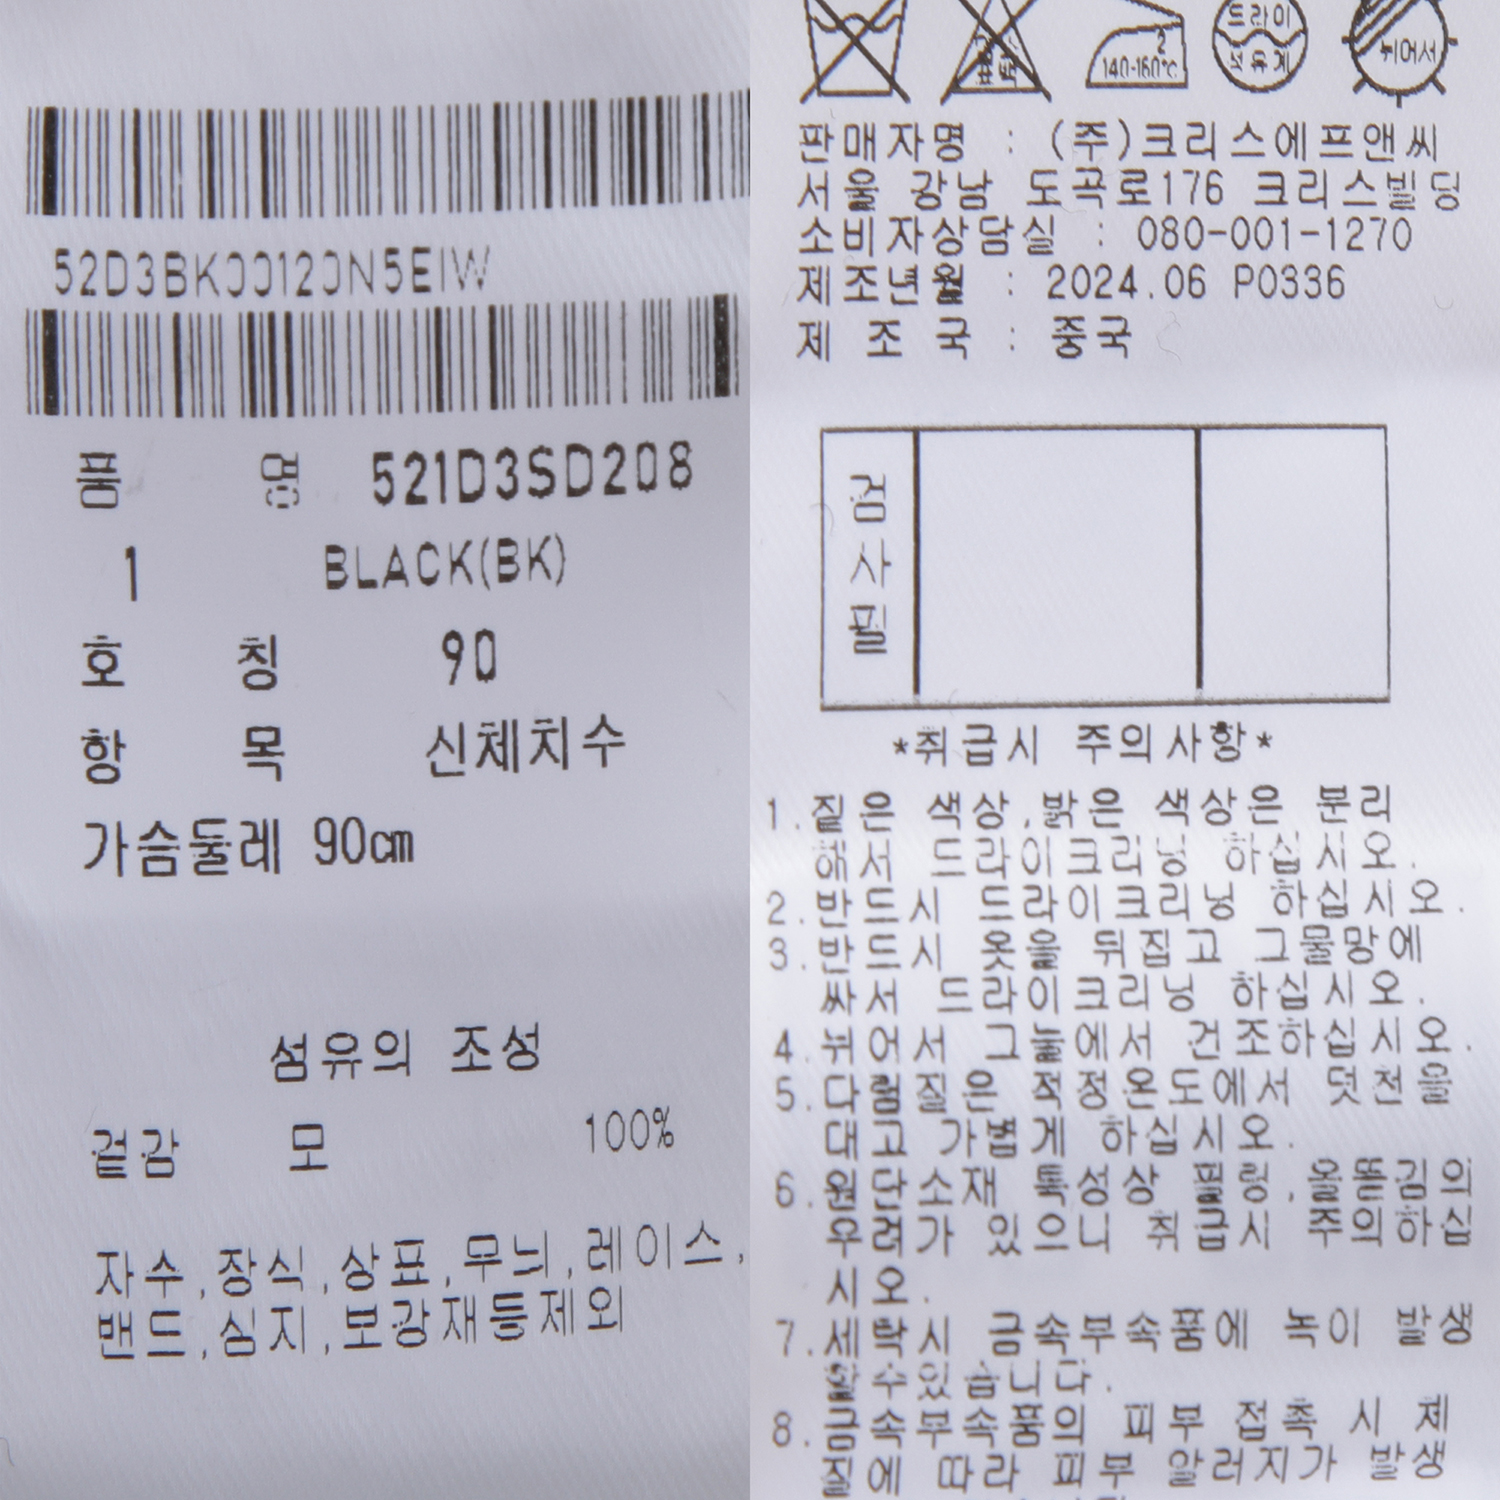 52D3BK00120N5EIW
품 명 521D3SD208
1 BLACK(BK)
호 칭 90
항 목 신체치수
가슴둘레 90cm
섬유의 조성
겉감 모 100%
자수,장식,상표,무늬,레이스,
밴드,심지,보강재등제외
드라이
석유계
2
140-160℃
뉘어서
판매자명 : (주)크리스에프앤씨
서울 강남 도곡로176 크리스빌딩
소비자상담실 : 080-001-1270
제조년월 : 2024.06 P0336
제 조 국 : 중국
검
사
필
*취급시 주의사항*
1.짙은 색상,밝은 색상은 분리
해서 드라이크리닝 하십시오.
2.반드시 드라이크리닝 하십시오.
3.반드시 옷을 뒤집고 그물망에
싸서 드라이크리닝 하십시오.
4.뉘어서 그늘에서 건조하십시오.
5.다림질은 적정온도에서 덧천을
대고 가볍게 하십시오.
6.원단소재 특성상 필링,올뜯김의
우려가 있으니 취급시 주의하십
시오.
7.세탁시 금속부속품에 녹이 발생
할수있습니다.
8.금속부속품의 피부 접촉 시 체
질에 따라 피부 알러지가 발생